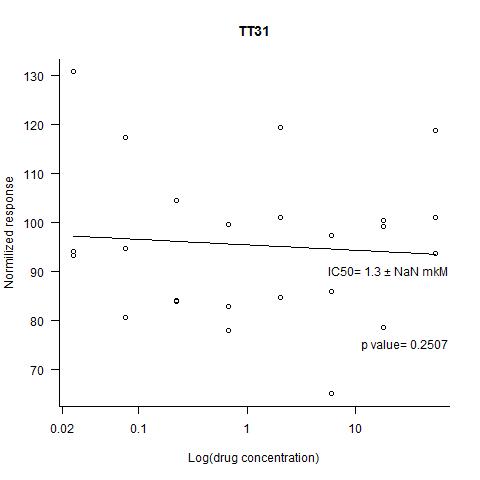 TT31
130
120
110
100
90
80
70
Normilized response
IC50= 1.3 ± NaN mkM
p value= 0.2507
0.02 0.1 1 10
Log(drug concentration)